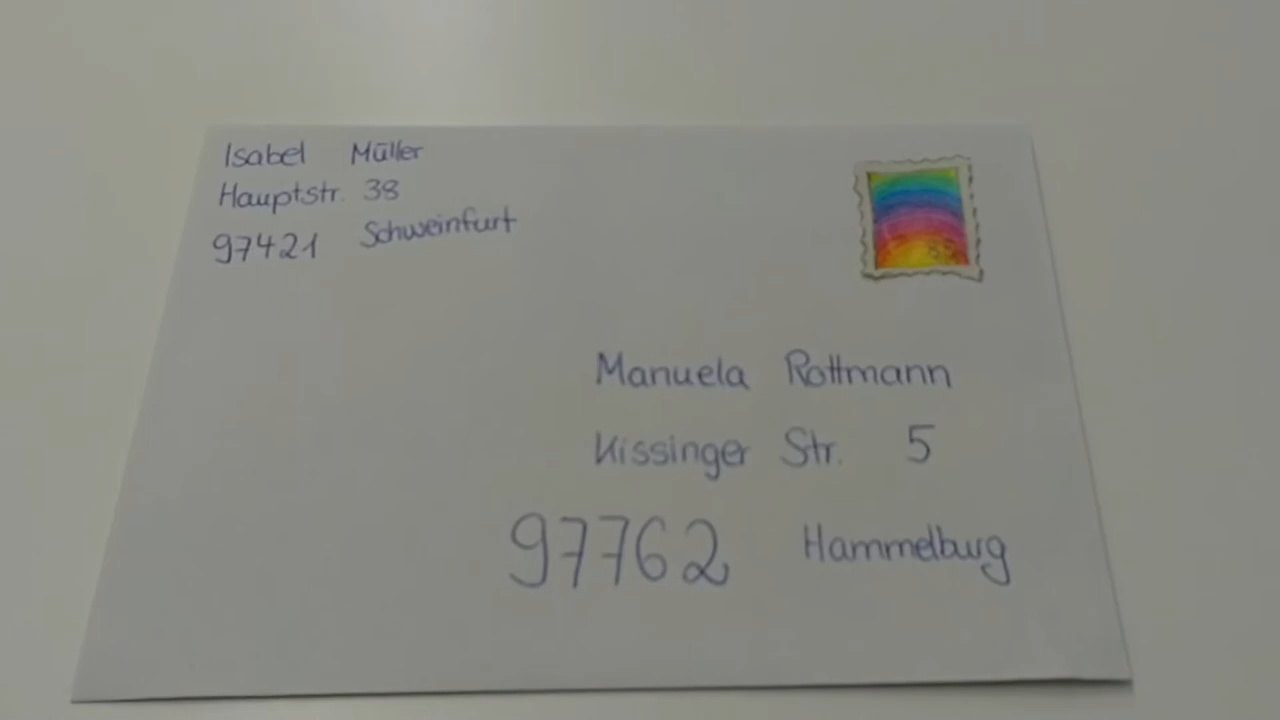 Isabel Müller
Hauptstr. 38
97421 Schweinfurt
Manuela Rottmann
Kissinger Str. 5
97762 Hammelburg